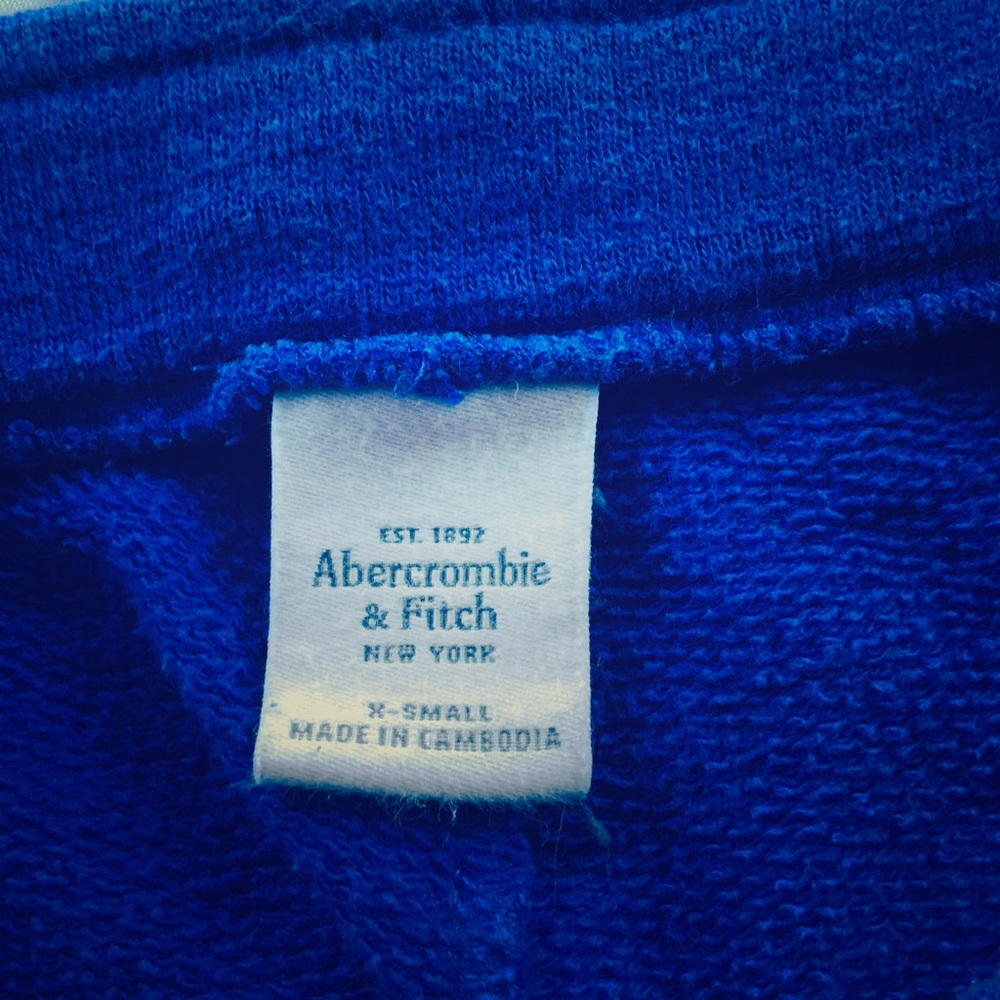 EST. 1892
Abercrombie
& Fitch
NEW YORK
X-SMALL
MADE IN CAMBODIA